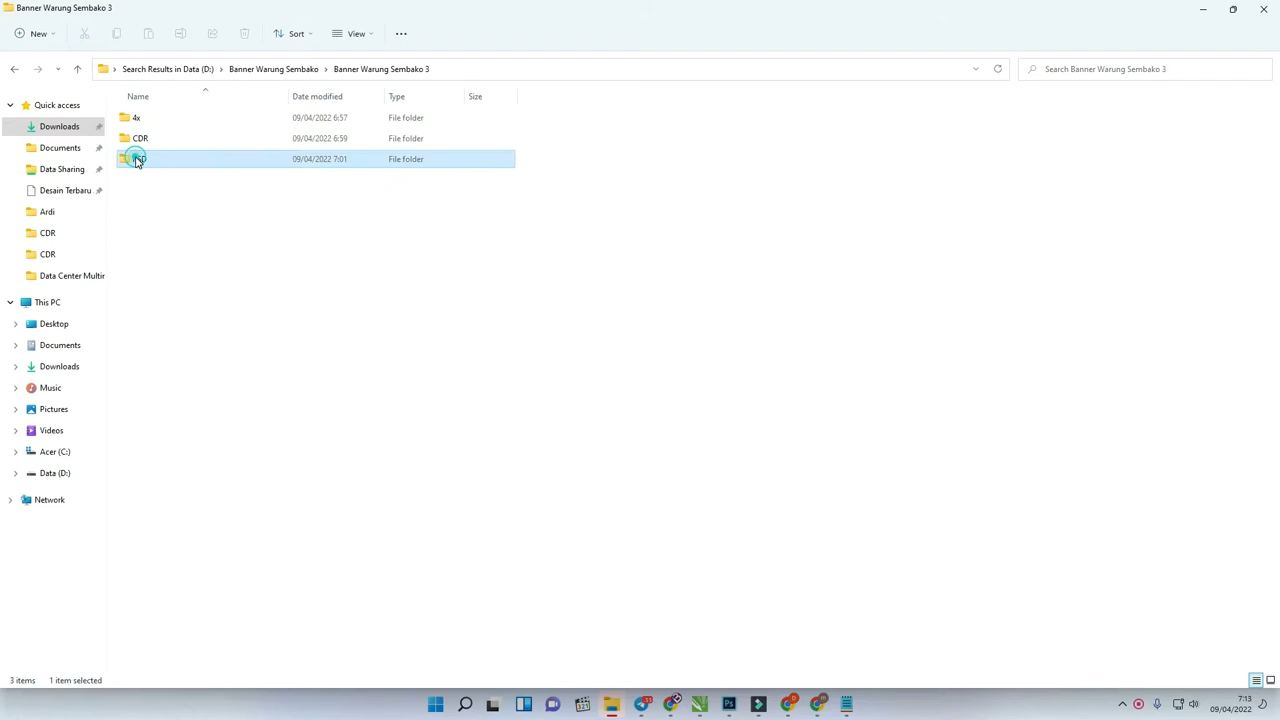 Banner Warung Sembako 3
New
Sort
View
Search Results in Data (D:)
Banner Warung Sembako
Banner Warung Sembako 3
Search Banner Warung Sembako 3
Name
Date modified
Type
Size
4x
09/04/2022 6:57
File folder
CDR
09/04/2022 6:59
File folder
09/04/2022 7:01
File folder
Quick access
Downloads
Documents
Data Sharing
Desain Terbaru
Ardi
CDR
CDR
Data Center Multir
This PC
Desktop
Documents
Downloads
Music
Pictures
Videos
Acer (C:)
Data (D:)
Network
3 items
1 item selected
7:13
09/04/2022